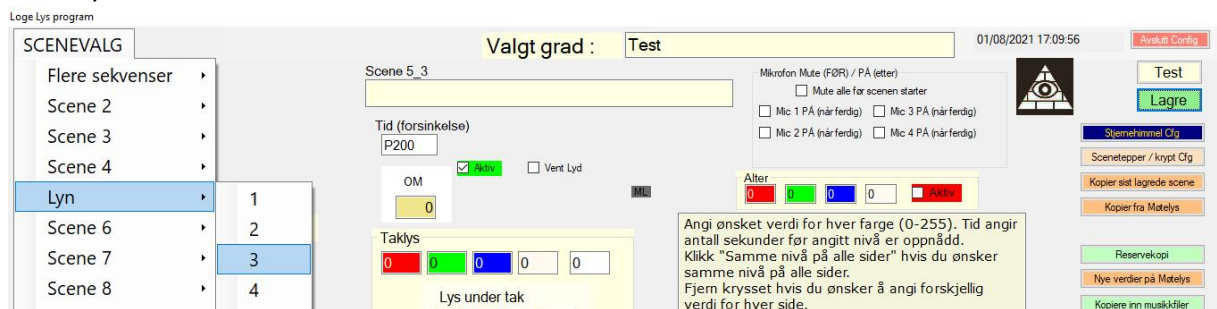 Loge Lys program
SCENEVALG
Valgt grad :
Test
01/08/2021 17:09:56
Avslutt Config
Flere sekvenser
Scene 2
Scene 3
Scene 4
Lyn
Scene 6
Scene 7
Scene 8
1
2
3
4
Scene 5_3
Tid (forsinkelse)
P200
Aktiv
Vent Lyd
OM
0
ML
Taklys
0 0 0 0 0
Lys under tak
Mikrofon Mute (FØR) / PÅ (etter)
Mute alle før scenen starter
Mic 1 PÅ (når ferdig) Mic 3 PÅ (når ferdig)
Mic 2 PÅ (når ferdig) Mic 4 PÅ (når ferdig)
Alter
0 0 0 0 Aktiv
Angi ønsket verdi for hver farge (0-255). Tid angir
antall sekunder før angitt nivå er oppnådd.
Klikk "Samme nivå på alle sider" hvis du ønsker
samme nivå på alle sider.
Fjern krysset hvis du ønsker å angi forskjellig
verdi for hver side.
Test
Lagre
Stjernehimmel Cfg
Scenetepper / krypt Cfg
Kopier sist lagrede scene
Kopier fra Møtelys
Reservekopi
Nye verdier på Møtelys
Kopiere inn musikkfiler